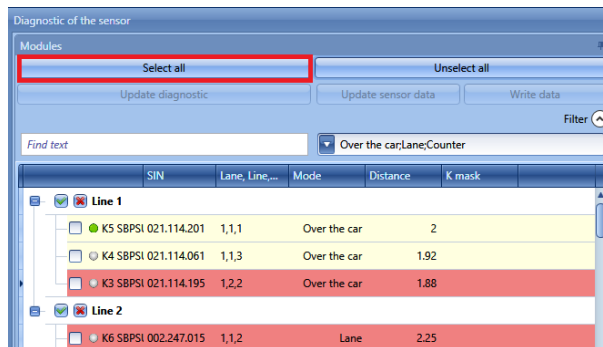 Diagnostic of the sensor
Modules
Select all Unselect all
Update diagnostic Update sensor data Write data
Filter
Find text Over the car;Lane;Counter
SIN Lane, Line,... Mode Distance K mask
Line 1
K5 SBPSI 021.114.201 1,1,1 Over the car 2
K4 SBPSI 021.114.061 1,1,3 Over the car 1.92
K3 SBPSI 021.114.195 1,2,2 Over the car 1.88
Line 2
K6 SBPSI 002.247.015 1,1,2 Lane 2.25